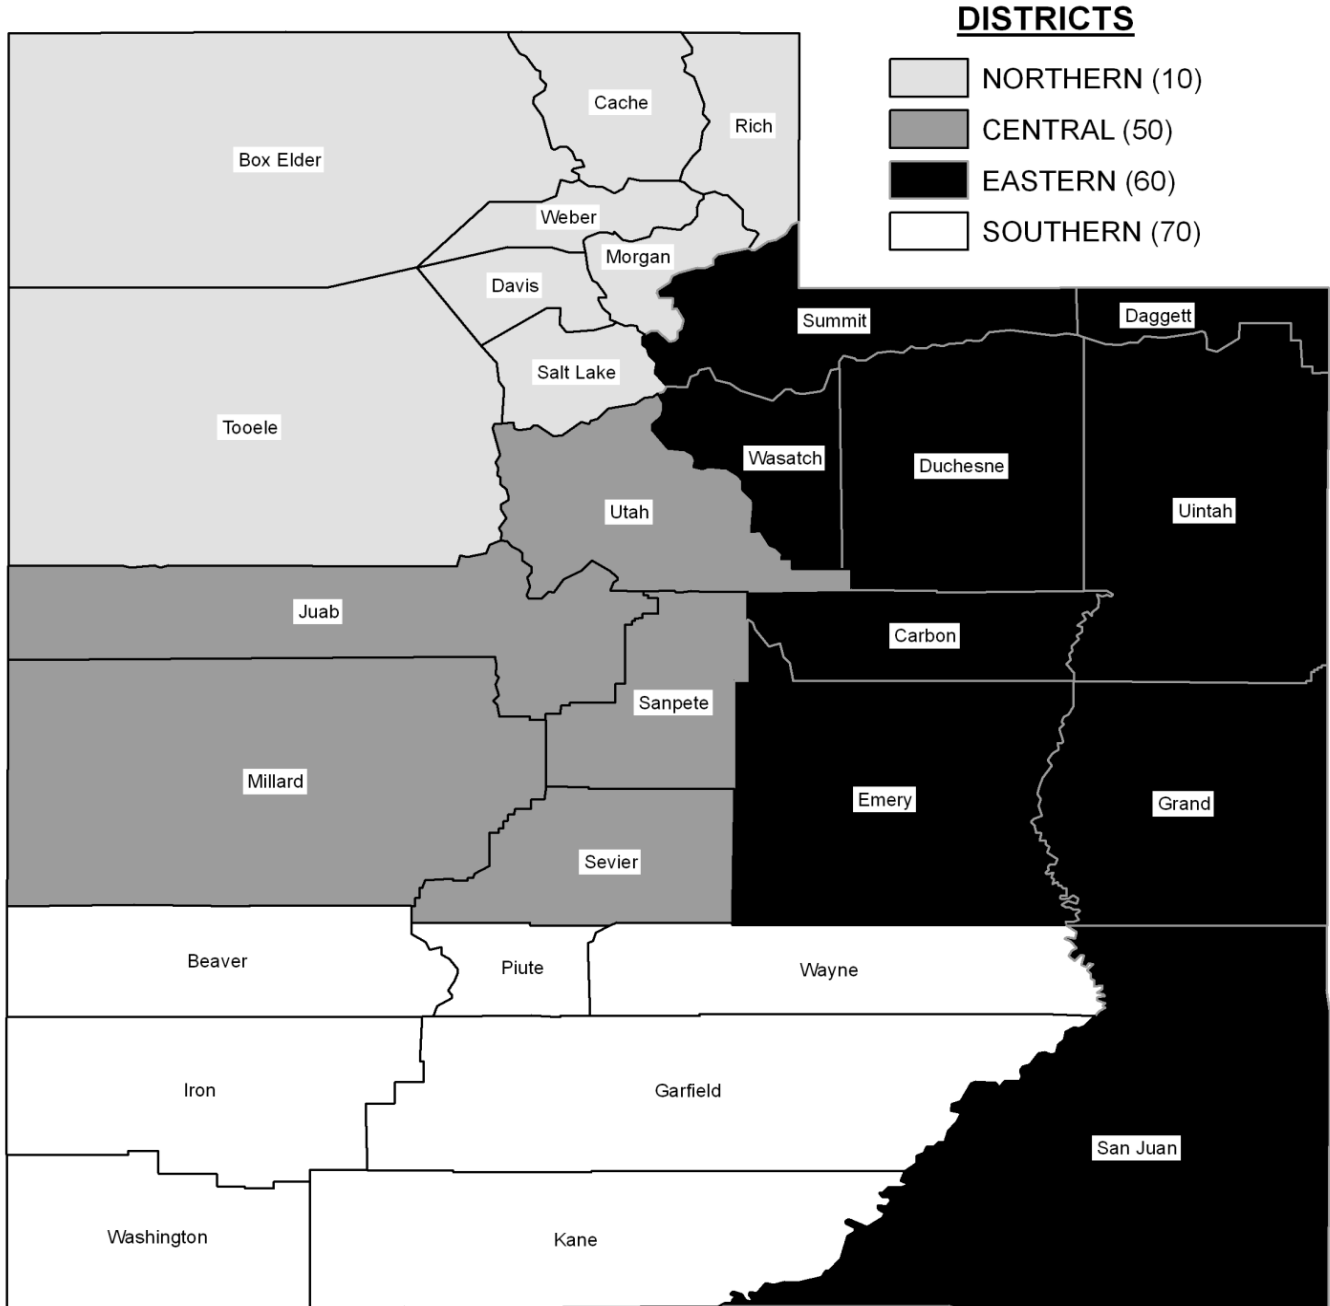 DISTRICTS
NORTHERN (10)
CENTRAL (50)
EASTERN (60)
SOUTHERN (70)
Cache
Rich
Box Elder
Weber
Morgan
Davis
Summit
Daggett
Salt Lake
Tooele
Wasatch
Duchesne
Utah
Uintah
Juab
Carbon
Sanpete
Millard
Emery
Grand
Sevier
Beaver
Piute
Wayne
Iron
Garfield
San Juan
Washington
Kane